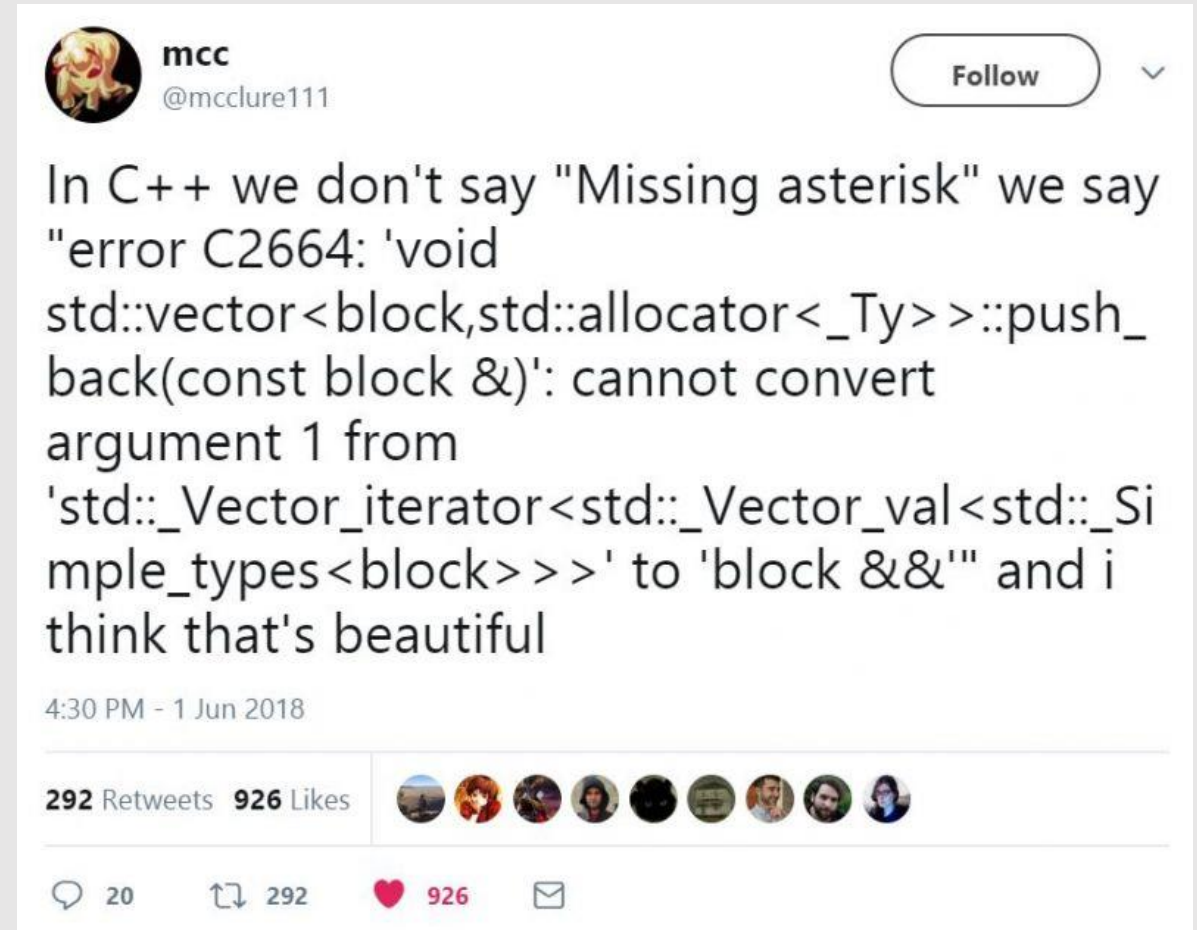 mcc
@mcclure111
Follow
In C++ we don't say "Missing asterisk" we say
"error C2664: 'void
std::vector<block,std::allocator<_Ty>>::push_
back(const block &)': cannot convert
argument 1 from
'std::_Vector_iterator<std::_Vector_val<std::_Si
mple_types<block>>>' to 'block &&'" and i
think that's beautiful
4:30 PM - 1 Jun 2018
292 Retweets 926 Likes
20 292 926